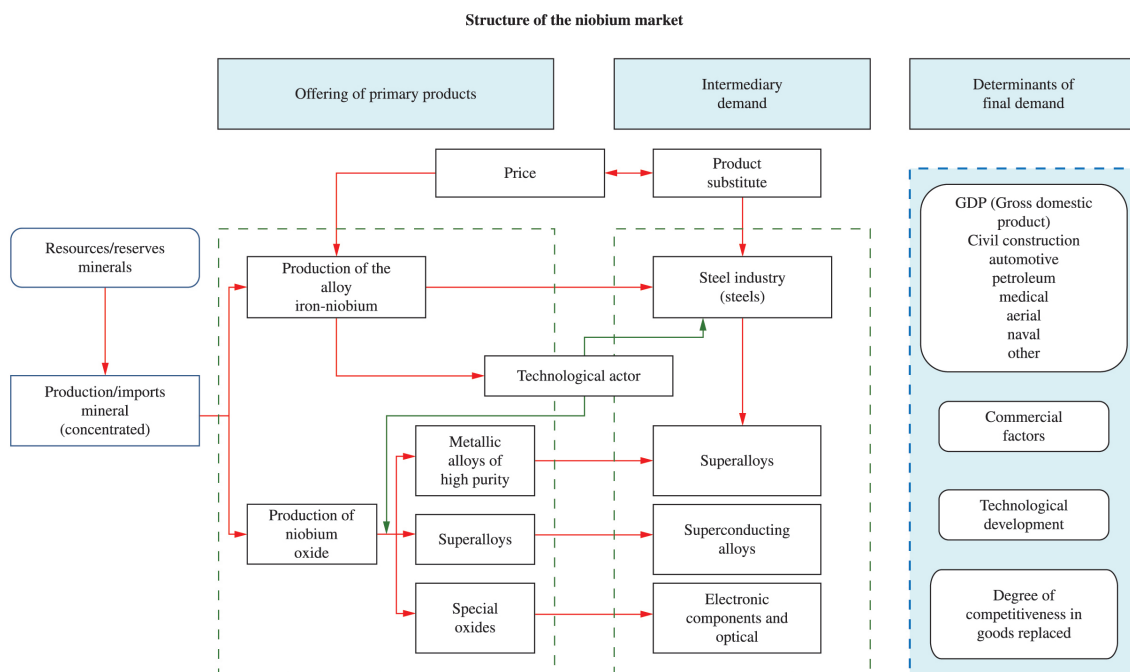 Structure of the niobium market
Offering of primary products
Intermediary
demand
Determinants of
final demand
Price
Product
substitute
GDP (Gross domestic
product)
Civil construction
automotive
petroleum
medical
aerial
naval
other
Resources/reserves
minerals
Production of the
alloy
iron-niobium
Steel industry
(steels)
Technological actor
Production/imports
mineral
(concentrated)
Commercial
factors
Metallic
alloys of
high purity
Superalloys
Production of
niobium
oxide
Superalloys
Superconducting
alloys
Technological
development
Special
oxides
Electronic
components and
optical
Degree of
competitiveness in
goods replaced